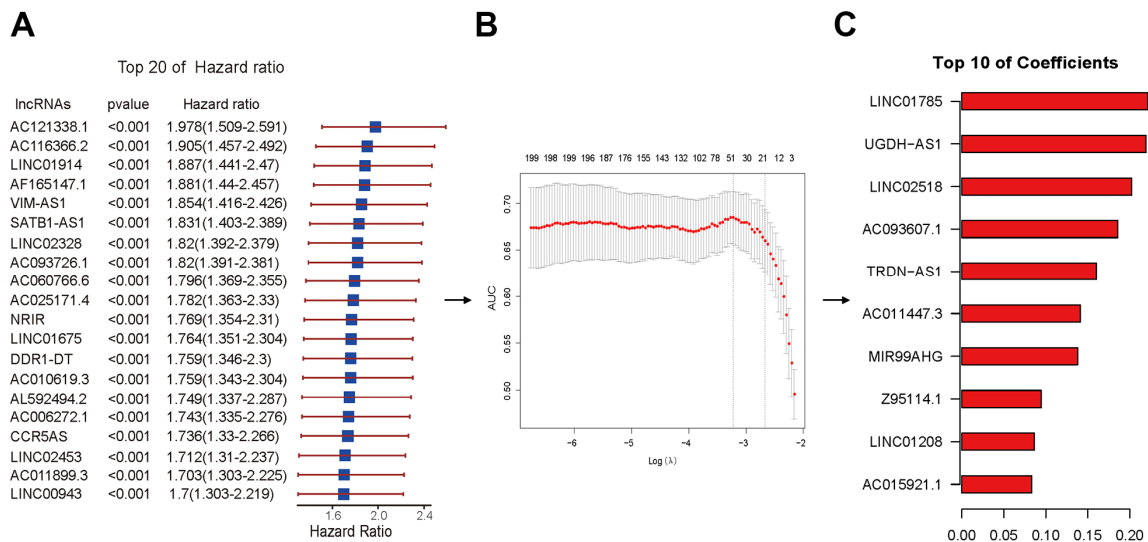 A
Top 20 of Hazard ratio
lncRNAs pvalue Hazard ratio
AC121338.1 <0.001 1.978(1.509-2.591)
AC116366.2 <0.001 1.905(1.457-2.492)
LINC01914 <0.001 1.887(1.441-2.47)
AF165147.1 <0.001 1.881(1.44-2.457)
VIM-AS1 <0.001 1.854(1.416-2.426)
SATB1-AS1 <0.001 1.831(1.403-2.389)
LINC02328 <0.001 1.82(1.392-2.379)
AC093726.1 <0.001 1.82(1.391-2.381)
AC060766.6 <0.001 1.796(1.369-2.355)
AC025171.4 <0.001 1.782(1.363-2.33)
NRIR <0.001 1.769(1.354-2.31)
LINC01675 <0.001 1.764(1.351-2.304)
DDR1-DT <0.001 1.759(1.346-2.3)
AC010619.3 <0.001 1.759(1.343-2.304)
AL592494.2 <0.001 1.749(1.337-2.287)
AC006272.1 <0.001 1.743(1.335-2.276)
CCR5AS <0.001 1.736(1.33-2.266)
LINC02453 <0.001 1.712(1.31-2.237)
AC011899.3 <0.001 1.703(1.303-2.225)
LINC00943 <0.001 1.7(1.303-2.219)
1.6 2.0 2.4
Hazard Ratio
B
199 198 199 196 187 176 155 143 132 102 78 51 30 21 12 3
0.70
0.65
0.60
0.55
0.50
AUC
−6 −5 −4 −3 −2
Log (λ)
C
Top 10 of Coefficients
LINC01785
UGDH−AS1
LINC02518
AC093607.1
TRDN−AS1
AC011447.3
MIR99AHG
Z95114.1
LINC01208
AC015921.1
0.00 0.05 0.10 0.15 0.20